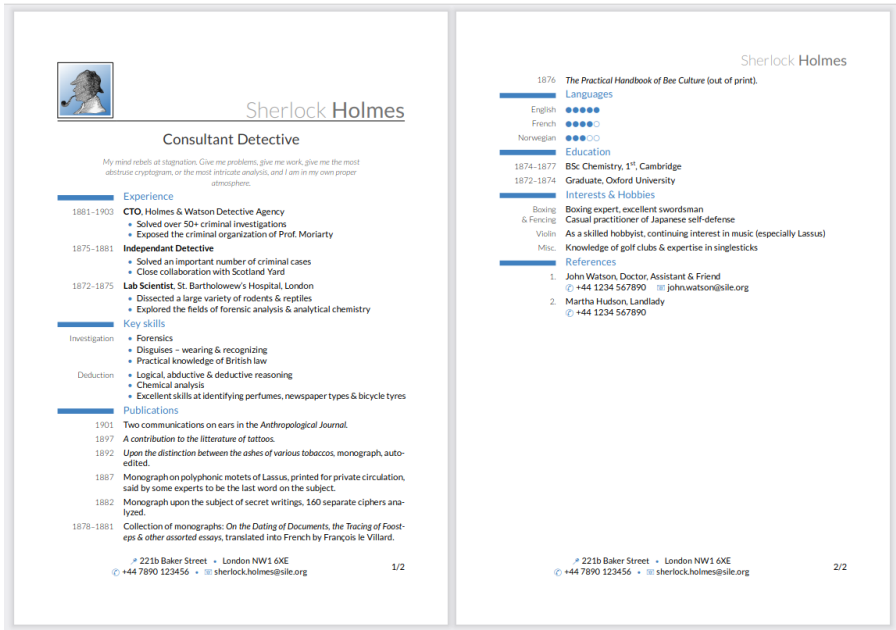 Sherlock Holmes
Consultant Detective
My mind rebels at stagnation. Give me problems, give me work, give me the most
abstruse cryptogram, or the most intricate analysis, and I am in my own proper
atmosphere.
Experience
1881–1903 CTO, Holmes & Watson Detective Agency
• Solved over 50+ criminal investigations
• Exposed the criminal organization of Prof. Moriarty
1875–1881 Independant Detective
• Solved an important number of criminal cases
• Close collaboration with Scotland Yard
1872–1875 Lab Scientist, St. Bartholowew's Hospital, London
• Dissected a large variety of rodents & reptiles
• Explored the fields of forensic analysis & analytical chemistry
Key skills
Investigation • Forensics
• Disguises – wearing & recognizing
• Practical knowledge of British law
Deduction • Logical, abductive & deductive reasoning
• Chemical analysis
• Excellent skills at identifying perfumes, newspaper types & bicycle tyres
Publications
1901 Two communications on ears in the Anthropological Journal.
1897 A contribution to the litterature of tattoos.
1892 Upon the distinction between the ashes of various tobaccos, monograph, auto-
edited.
1887 Monograph on polyphonic motets of Lassus, printed for private circulation,
said by some experts to be the last word on the subject.
1882 Monograph upon the subject of secret writings, 160 separate ciphers ana-
lyzed.
1878–1881 Collection of monographs: On the Dating of Documents, the Tracing of Foost-
eps & other assorted essays, translated into French by François le Villard.
221b Baker Street • London NW1 6XE
+44 7890 123456 • sherlock.holmes@sile.org
1/2
Sherlock Holmes
1876 The Practical Handbook of Bee Culture (out of print).
Languages
English
French
Norwegian
Education
1874–1877 BSc Chemistry, 1st, Cambridge
1872–1874 Graduate, Oxford University
Interests & Hobbies
Boxing Boxing expert, excellent swordsman
& Fencing Casual practitioner of Japanese self-defense
Violin As a skilled hobbyist, continuing interest in music (especially Lassus)
Misc. Knowledge of golf clubs & expertise in singlesticks
References
1. John Watson, Doctor, Assistant & Friend
+44 1234 567890 john.watson@sile.org
2. Martha Hudson, Landlady
+44 1234 567890
221b Baker Street • London NW1 6XE
+44 7890 123456 • sherlock.holmes@sile.org
2/2